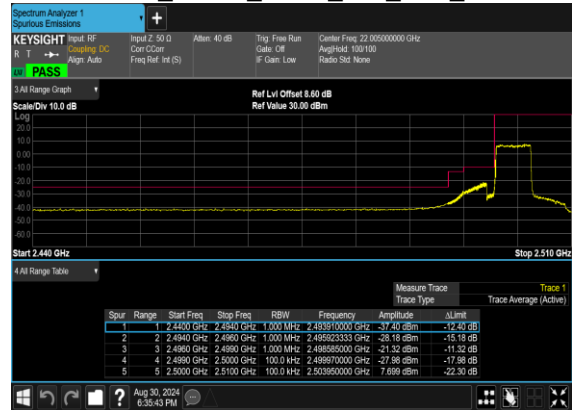 Spectrum Analyzer 1
Spurious Emissions
+
KEYSIGHT Input: RF Input Z: 50 Ω Atten: 40 dB Trig: Free Run Center Freq: 22.005000000 GHz
R T Coupling: DC Corr CCorr Gate: Off Avg|Hold: 100/100
Align: Auto Freq Ref: Int (S) IF Gain: Low Radio Std: None
LW PASS
3 All Range Graph
Ref Lvl Offset 8.60 dB
Scale/Div 10.0 dB Ref Value 30.00 dBm
Log
20.0
10.0
0.00
-10.0
-20.0
-30.0
-40.0
-50.0
-60.0
Start 2.440 GHz Stop 2.510 GHz
4 All Range Table
Measure Trace Trace 1
Trace Type Trace Average (Active)
Spur Range Start Freq Stop Freq RBW Frequency Amplitude ΔLimit
1 1 2.4400 GHz 2.4940 GHz 1.000 MHz 2.493910000 GHz -37.40 dBm -12.40 dB
2 2 2.4940 GHz 2.4960 GHz 1.000 MHz 2.495923333 GHz -28.18 dBm -15.18 dB
3 3 2.4960 GHz 2.4990 GHz 1.000 MHz 2.498585000 GHz -21.32 dBm -11.32 dB
4 4 2.4990 GHz 2.5000 GHz 100.0 kHz 2.499970000 GHz -27.98 dBm -17.98 dB
5 5 2.5000 GHz 2.5100 GHz 100.0 kHz 2.503950000 GHz 7.699 dBm -22.30 dB
?
Aug 30, 2024
6:35:43 PM